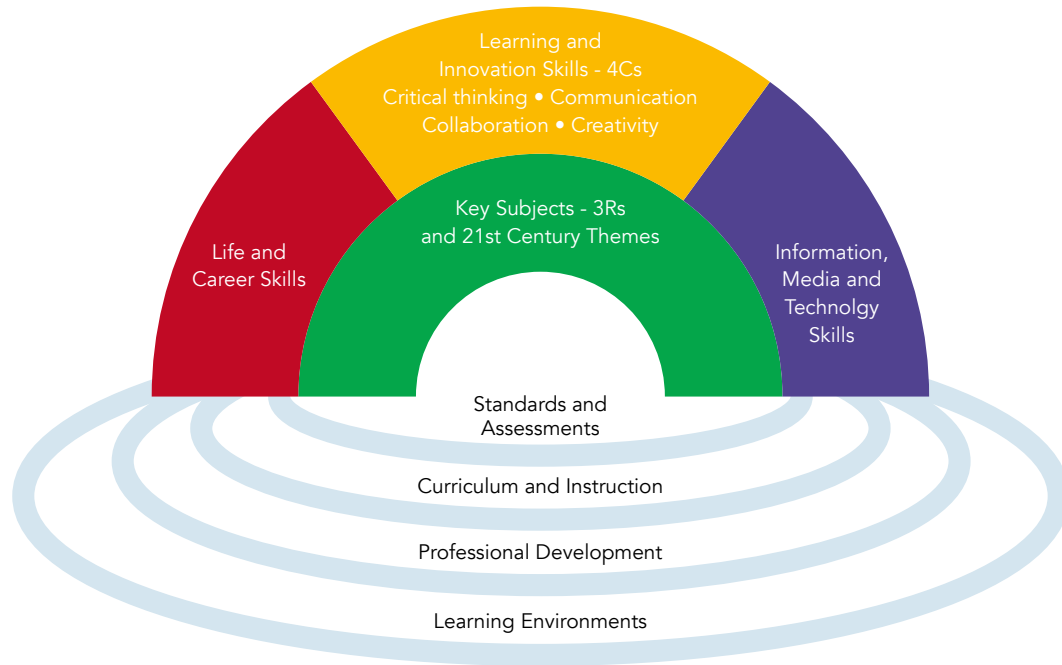 Learning and
Innovation Skills - 4Cs
Critical thinking • Communication
Collaboration • Creativity
Key Subjects - 3Rs
and 21st Century Themes
Life and
Career Skills
Information,
Media and
Technolgy
Skills
Standards and
Assessments
Curriculum and Instruction
Professional Development
Learning Environments